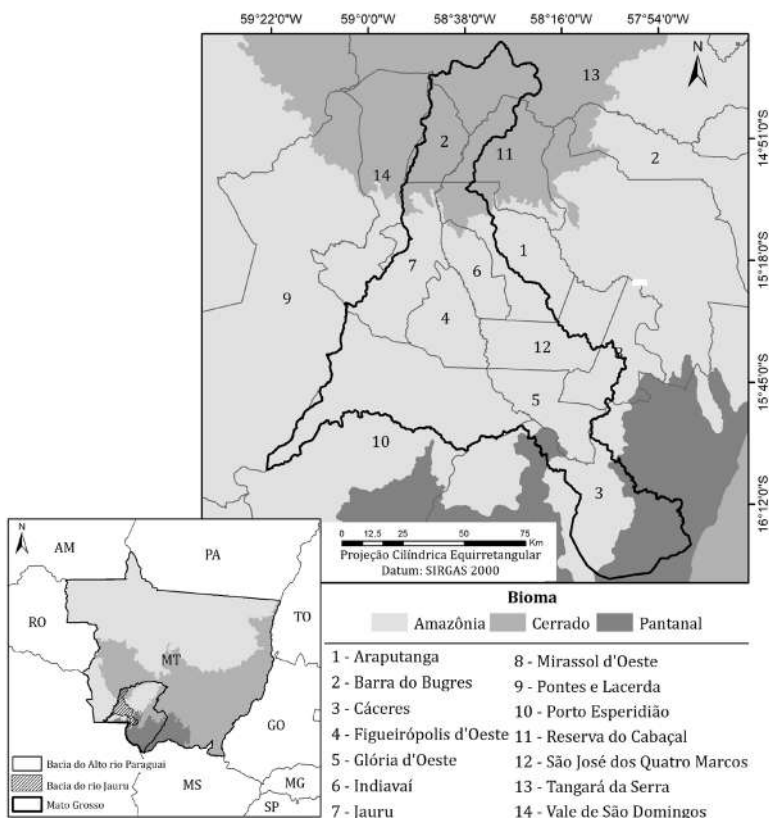 59°22'0"W 59°0'0"W 58°38'0"W 58°16'0"W 57°54'0"W
N
13
14°51'0"S
2
11
2
14
1
15°18'0"S
7
6
9
4
12
15°45'0"S
5
10
3
16°12'0"S
0 12.5 25 50 75
Km
Projeção Cilíndrica Equirretangular
Datum: SIRGAS 2000
N
AM
PA
RO
TO
MT
GO
MS
MG
SP
Bacia do Alto rio Paraguai
Bacia do rio Jauru
Mato Grosso
Bioma
Amazônia Cerrado Pantanal
1 - Araputanga
2 - Barra do Bugres
3 - Cáceres
4 - Figueirópolis d'Oeste
5 - Glória d'Oeste
6 - Indiavaí
7 - Jauru
8 - Mirassol d'Oeste
9 - Pontes e Lacerda
10 - Porto Esperidião
11 - Reserva do Cabaçal
12 - São José dos Quatro Marcos
13 - Tangará da Serra
14 - Vale de São Domingos